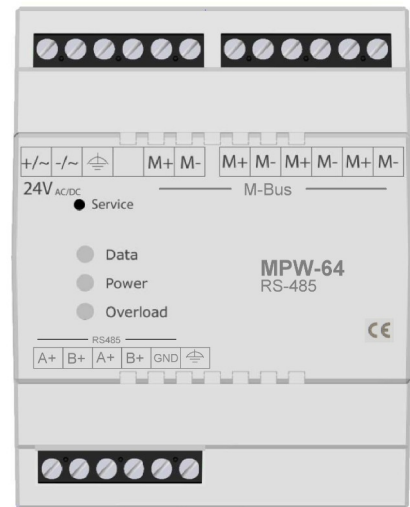 +/~ -/~ M+ M- M+ M- M+ M- M+ M-
24V AC/DC M-Bus
Service
Data
Power
Overload
MPW-64
RS-485
CE
RS485
A+ B+ A+ B+ GND